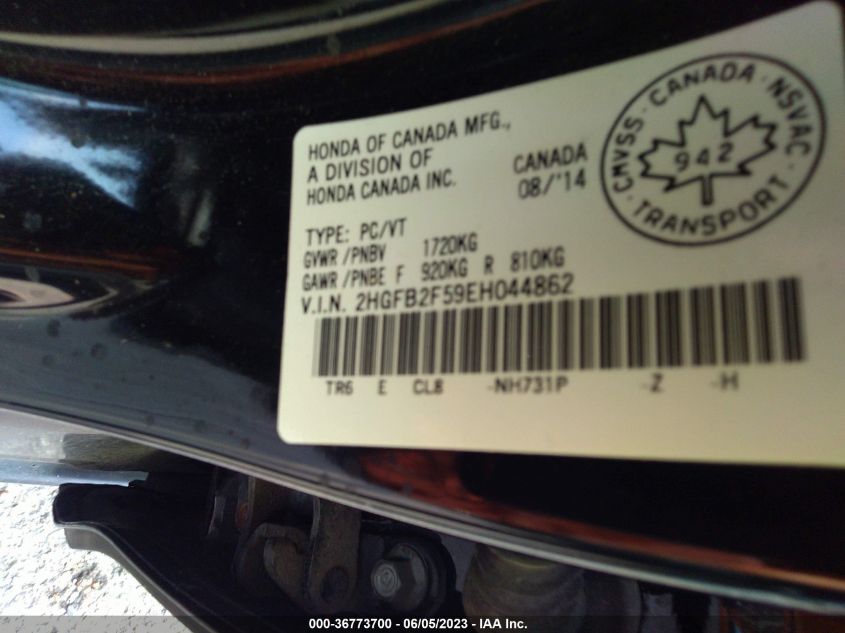 HONDA OF CANADA MFG.,
A DIVISION OF
HONDA CANADA INC.
CANADA
08/'14
CMVSS · CANADA · NSVAC
942
· TRANSPORT ·
TYPE: PC/VT
GVWR /PNBV 1720KG
GAWR /PNBE F 920KG R 810KG
V.I.N. 2HGFB2F59EH044862
TR6 E CL8 -NH731P -Z -H
000-36773700 - 06/05/2023 - IAA Inc.